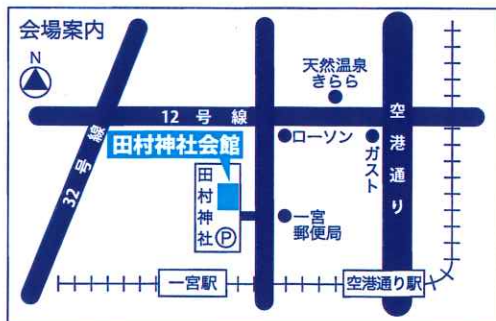 会場案内
N
天然温泉
きらら
12号線
32号線
空港通り
田村神社会館
ローソン
ガスト
田村神社
P
一宮
郵便局
一宮駅
空港通り駅